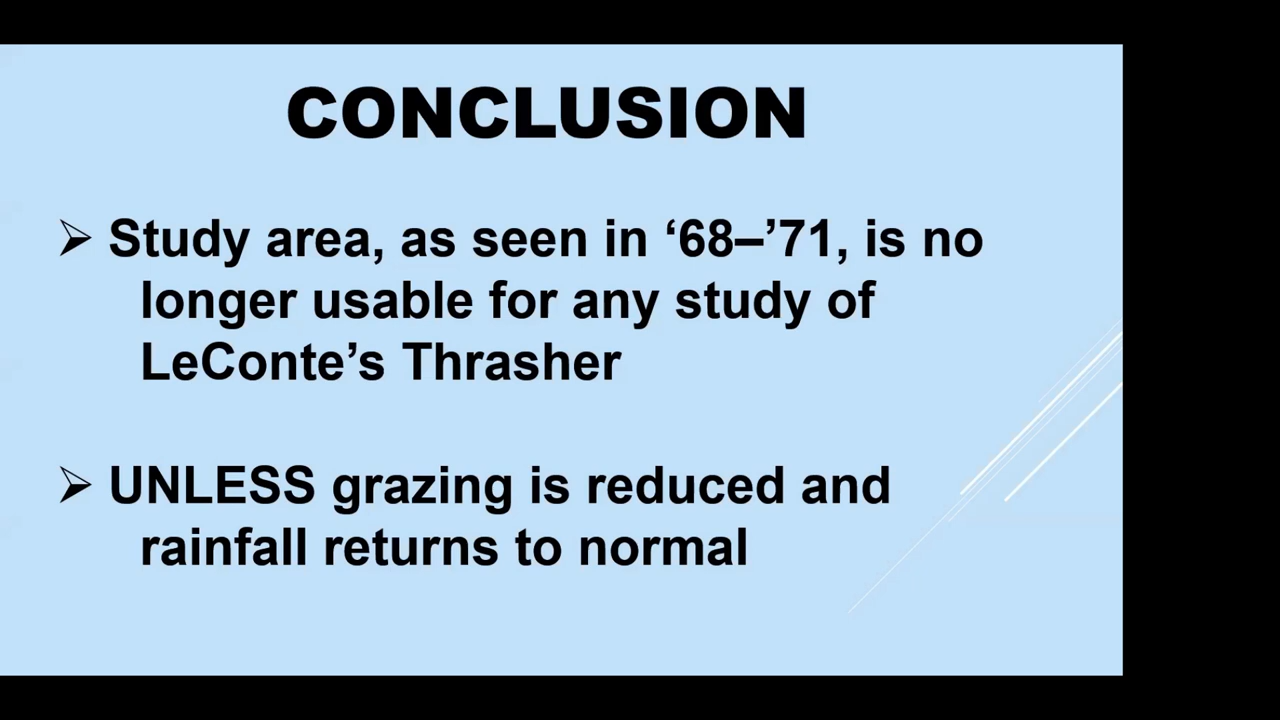 CONCLUSION
➢ Study area, as seen in ‘68–’71, is no
longer usable for any study of
LeConte’s Thrasher
➢ UNLESS grazing is reduced and
rainfall returns to normal